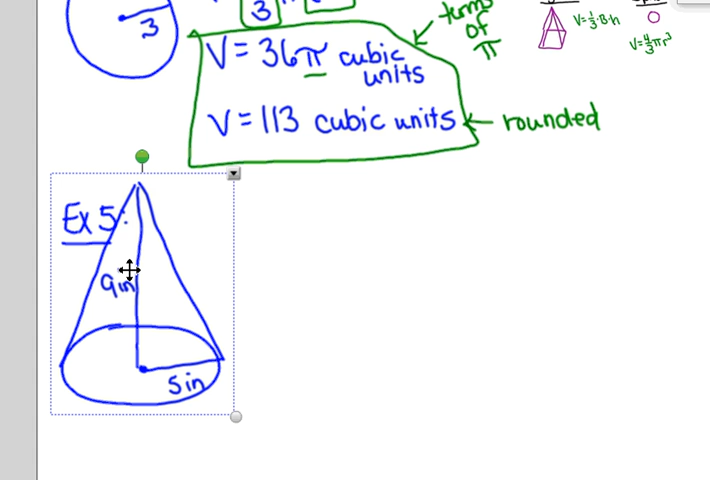 3
3
terms
of
π
V = 36π cubic
units
V = 113 cubic units
rounded
V=⅓·B·h
V=4/3πr³
Ex 5:
9in
5in